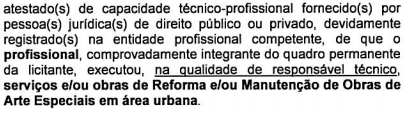 atestado(s) de capacidade técnico-profissional fornecido(s) por
pessoa(s) jurídica(s) de direito público ou privado, devidamente
registrado(s) na entidade profissional competente, de que o
profissional, comprovadamente integrante do quadro permanente
da licitante, executou, na qualidade de responsável técnico,
serviços e/ou obras de Reforma e/ou Manutenção de Obras de
Arte Especiais em área urbana.